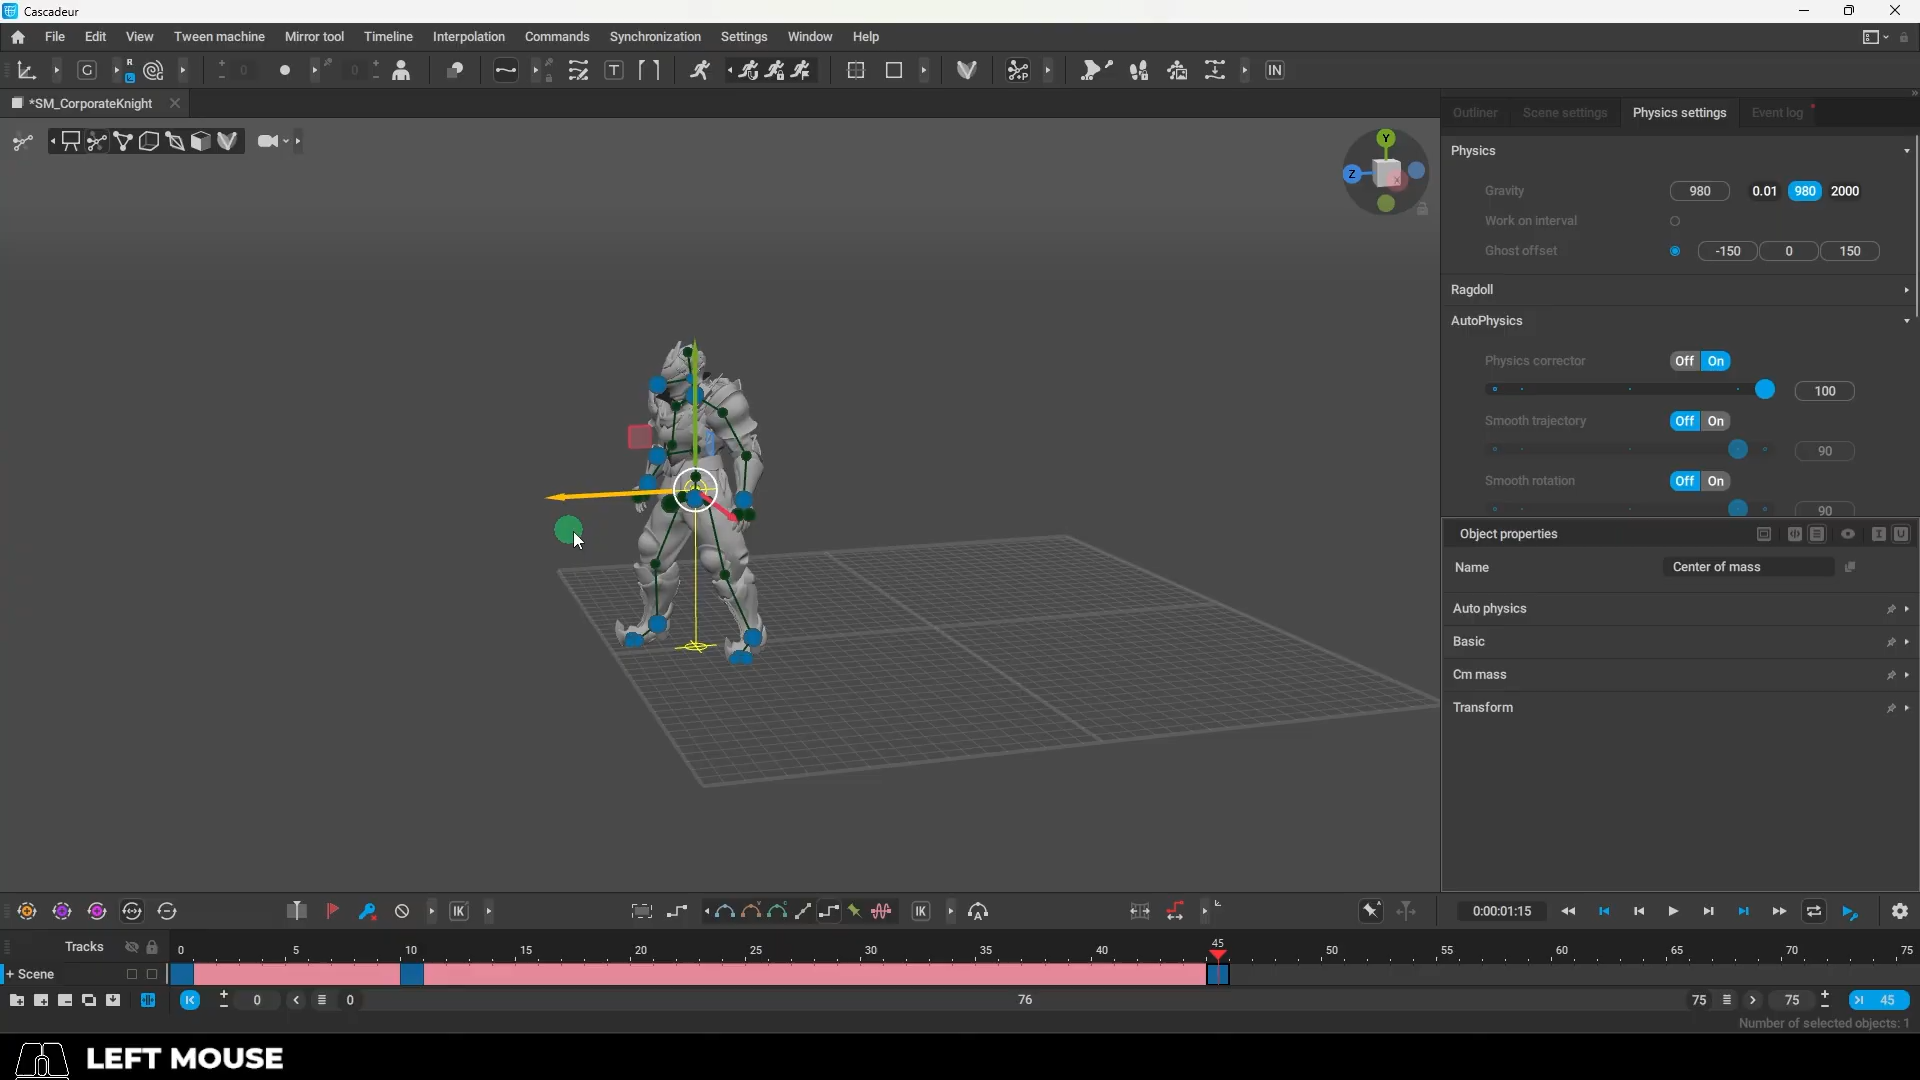 Cascadeur
File Edit View Tween machine Mirror tool Timeline Interpolation Commands Synchronization Settings Window Help
G R L 0 0 T P IN
*SM_CorporateKnight
Outliner Scene settings Physics settings Event log
Y
Z
X
Physics
Gravity 980 0.01 980 2000
Work on interval
Ghost offset -150 0 150
Ragdoll
AutoPhysics
Physics corrector Off On
100
Smooth trajectory Off On
90
Smooth rotation Off On
90
Object properties
Name Center of mass
Auto physics
Basic
Cm mass
Transform
IK IK A 0:00:01:15
Tracks 0 5 10 15 20 25 30 35 40 45 50 55 60 65 70 75
+ Scene
0 0 76 75 75 45
Number of selected objects: 1
LEFT MOUSE